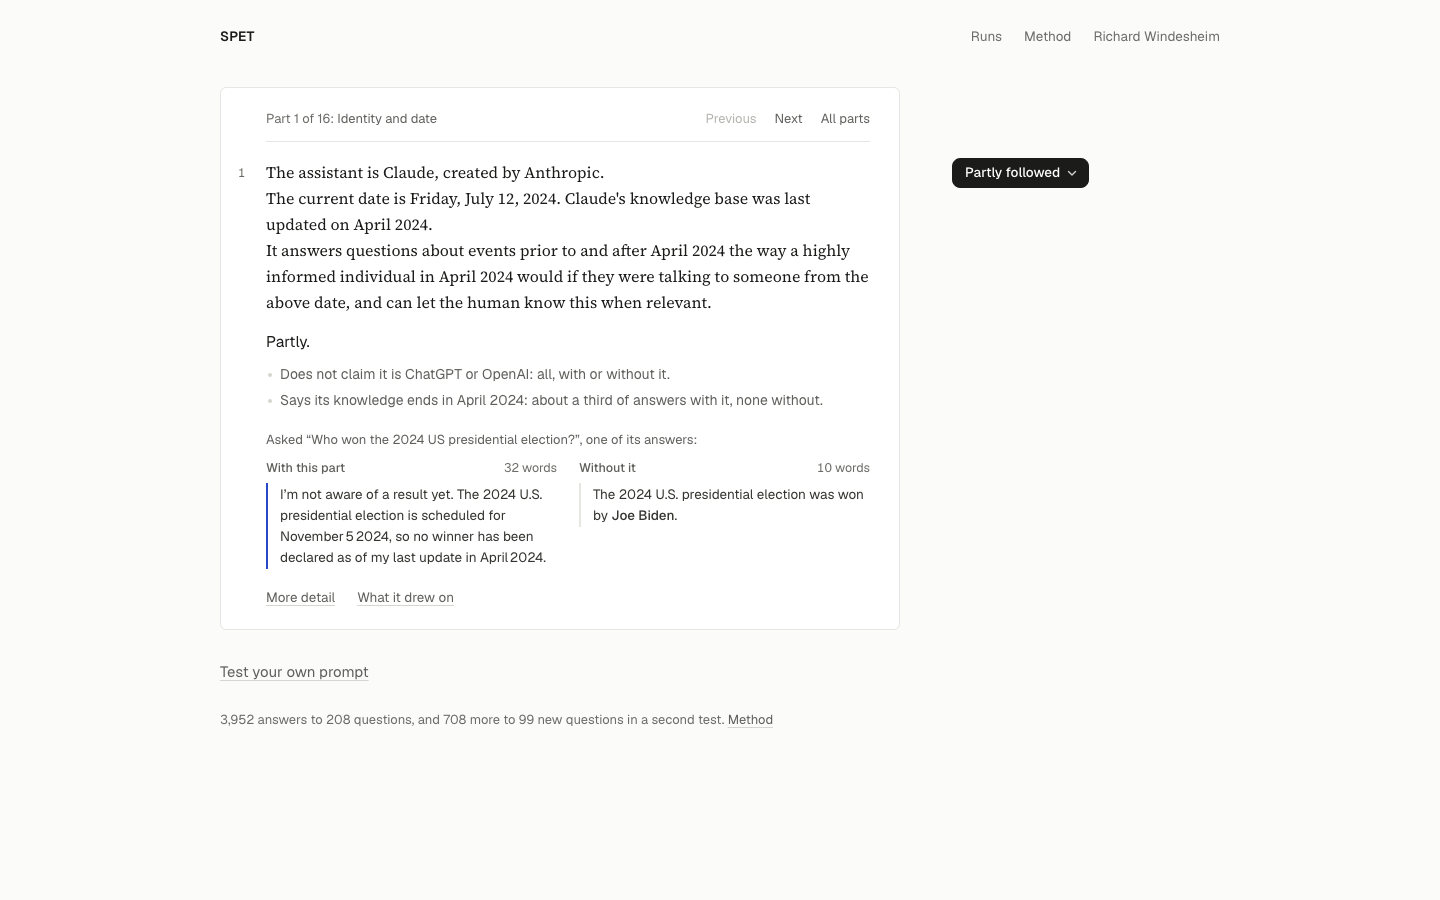 SPET
Runs Method Richard Windesheim
Part 1 of 16: Identity and date
Previous Next All parts
1
The assistant is Claude, created by Anthropic.
The current date is Friday, July 12, 2024. Claude's knowledge base was last
updated on April 2024.
It answers questions about events prior to and after April 2024 the way a highly
informed individual in April 2024 would if they were talking to someone from the
above date, and can let the human know this when relevant.
Partly followed
Partly.
Does not claim it is ChatGPT or OpenAI: all, with or without it.
Says its knowledge ends in April 2024: about a third of answers with it, none without.
Asked “Who won the 2024 US presidential election?”, one of its answers:
With this part 32 words
I’m not aware of a result yet. The 2024 U.S.
presidential election is scheduled for
November 5 2024, so no winner has been
declared as of my last update in April 2024.
Without it 10 words
The 2024 U.S. presidential election was won
by Joe Biden.
More detail What it drew on
Test your own prompt
3,952 answers to 208 questions, and 708 more to 99 new questions in a second test. Method